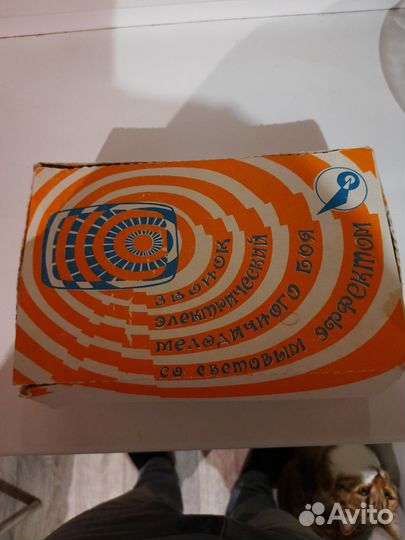 звонок
электрический
мелодичного боя
со световым эффектом
Avito